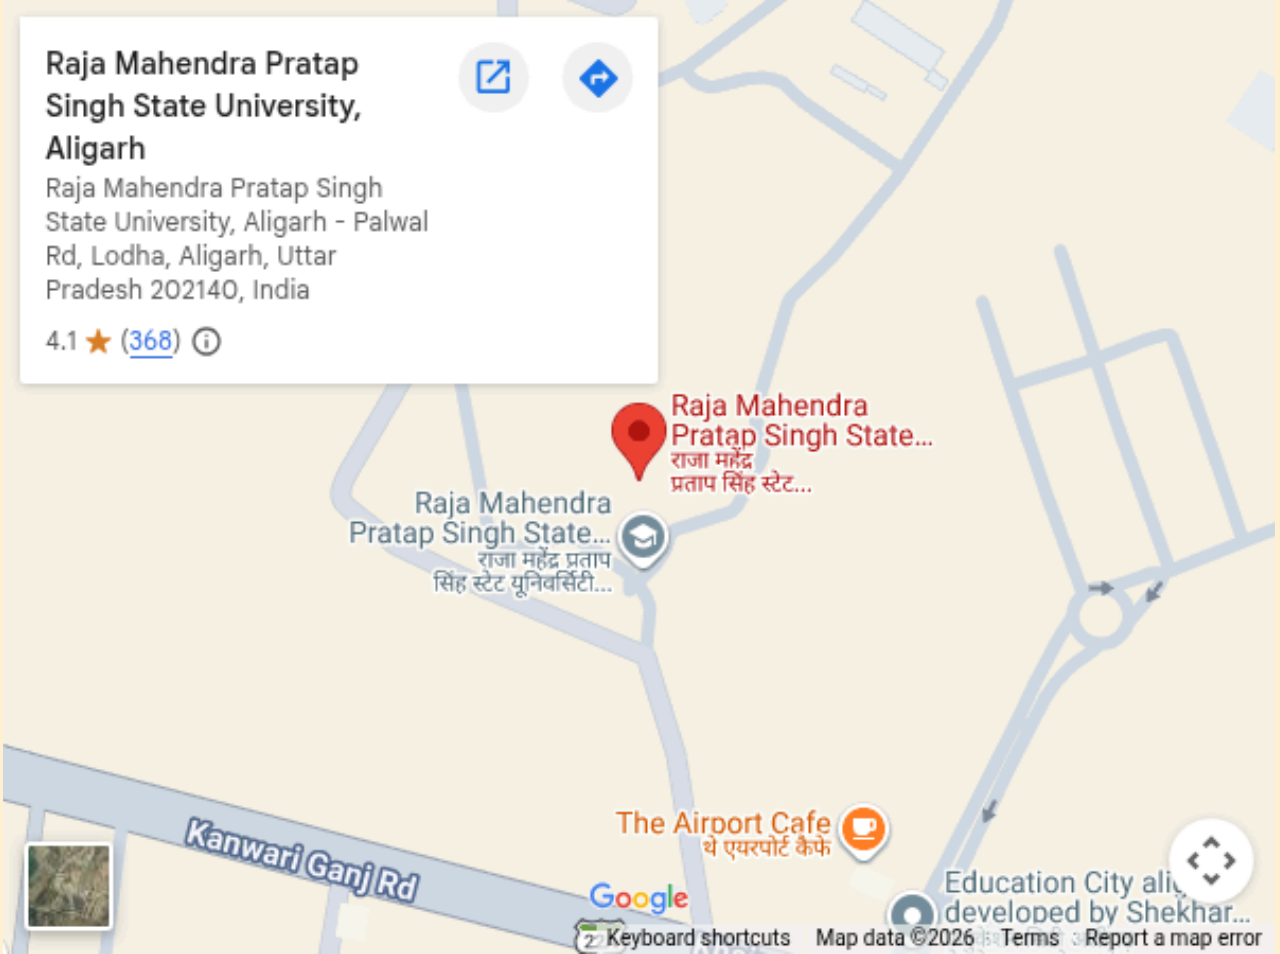 Raja Mahendra Pratap
Singh State University,
Aligarh
Raja Mahendra Pratap Singh
State University, Aligarh - Palwal
Rd, Lodha, Aligarh, Uttar
Pradesh 202140, India
4.1 ★ (368)
Raja Mahendra
Pratap Singh State...
राजा महेंद्र
प्रताप सिंह स्टेट...
Raja Mahendra
Pratap Singh State...
राजा महेंद्र प्रताप
सिंह स्टेट यूनिवर्सिटी...
The Airport Cafe
थे एयरपोर्ट कैफे
Kanwari Ganj Rd
Education City
developed by Shekhar...
Google
Keyboard shortcuts Map data ©2026 Terms Report a map error